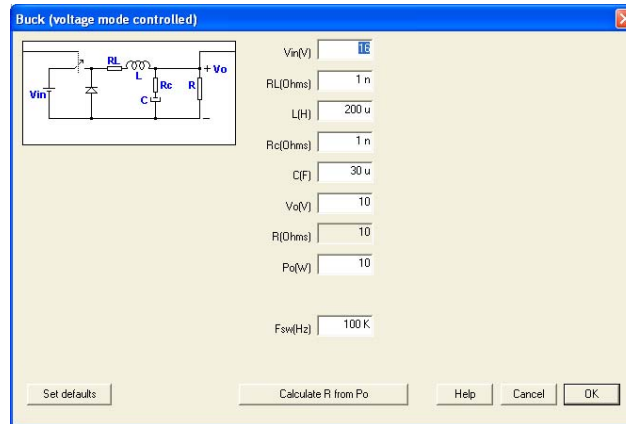 Buck (voltage mode controlled)
RL
L
+ Vo
Vin
Rc
R
C
−
Vin(V) 16
RL(Ohms) 1 n
L(H) 200 u
Rc(Ohms) 1 n
C(F) 30 u
Vo(V) 10
R(Ohms) 10
Po(W) 10
Fsw(Hz) 100 K
Set defaults Calculate R from Po Help Cancel OK